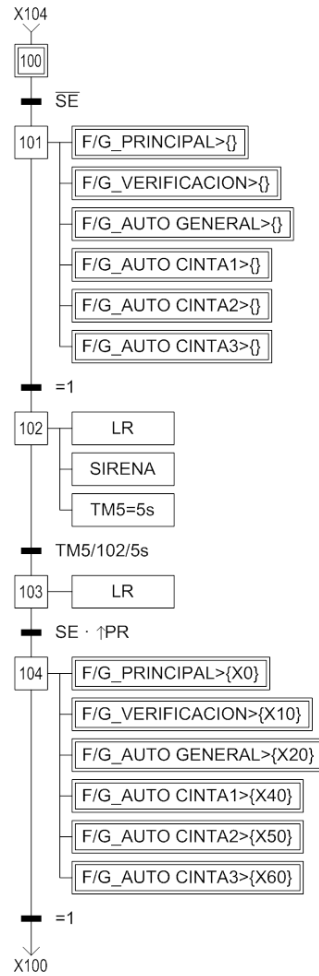 X104
100
S̅E̅
101
F/G_PRINCIPAL>{}
F/G_VERIFICACION>{}
F/G_AUTO GENERAL>{}
F/G_AUTO CINTA1>{}
F/G_AUTO CINTA2>{}
F/G_AUTO CINTA3>{}
=1
102
LR
SIRENA
TM5=5s
TM5/102/5s
103
LR
SE · ↑PR
104
F/G_PRINCIPAL>{X0}
F/G_VERIFICACION>{X10}
F/G_AUTO GENERAL>{X20}
F/G_AUTO CINTA1>{X40}
F/G_AUTO CINTA2>{X50}
F/G_AUTO CINTA3>{X60}
=1
X100